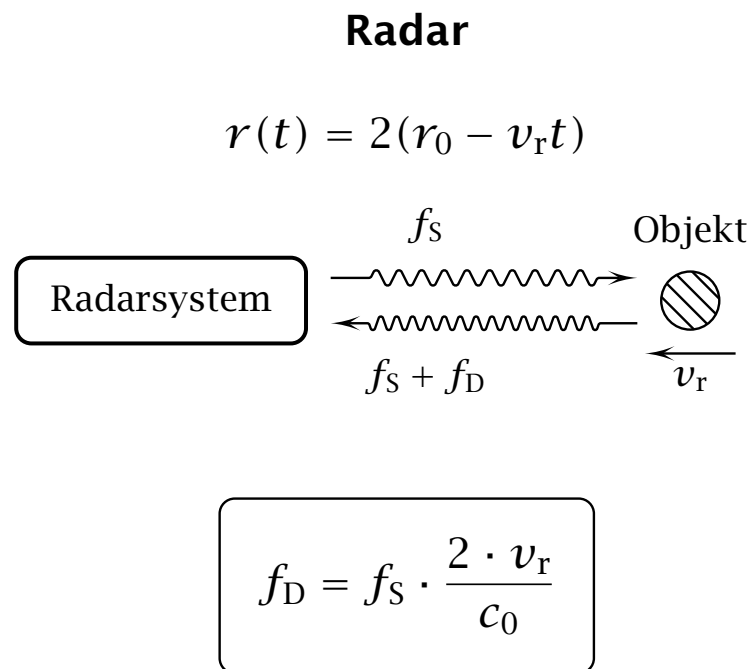 Radar
r(t) = 2(r₀ − vᵣt)
f_S
Objekt
Radarsystem
f_S + f_D
vᵣ
f_D = f_S · (2 · vᵣ)/c₀